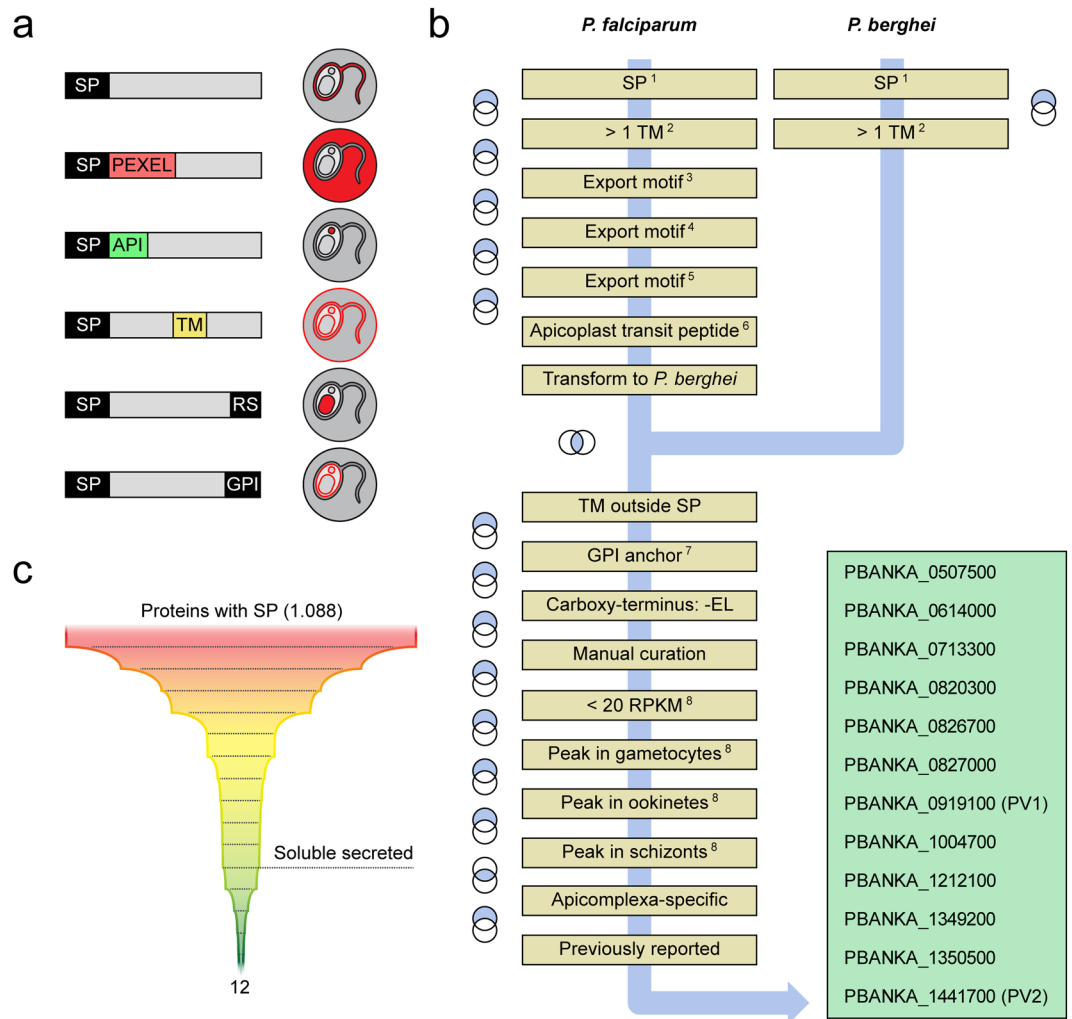 a
SP
SP PEXEL
SP API
SP TM
SP RS
SP GPI
b
P. falciparum P. berghei
SP 1 SP 1
> 1 TM 2 > 1 TM 2
Export motif 3
Export motif 4
Export motif 5
Apicoplast transit peptide 6
Transform to P. berghei
TM outside SP
GPI anchor 7
Carboxy-terminus: -EL
Manual curation
< 20 RPKM 8
Peak in gametocytes 8
Peak in ookinetes 8
Peak in schizonts 8
Apicomplexa-specific
Previously reported
PBANKA_0507500
PBANKA_0614000
PBANKA_0713300
PBANKA_0820300
PBANKA_0826700
PBANKA_0827000
PBANKA_0919100 (PV1)
PBANKA_1004700
PBANKA_1212100
PBANKA_1349200
PBANKA_1350500
PBANKA_1441700 (PV2)
c
Proteins with SP (1.088)
Soluble secreted
12